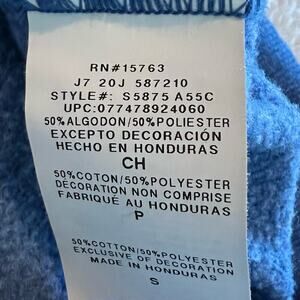 RN#15763
J7 20J 587210
STYLE#: S5875 A55C
UPC:077478924060
50%ALGODON/50%POLIESTER
EXCEPTO DECORACIÓN
HECHO EN HONDURAS
CH
50%COTON/50%POLYESTER
DÉCORATION NON COMPRISE
FABRIQUÉ AU HONDURAS
P
50%COTTON/50%POLYESTER
EXCLUSIVE OF DECORATION
MADE IN HONDURAS
S